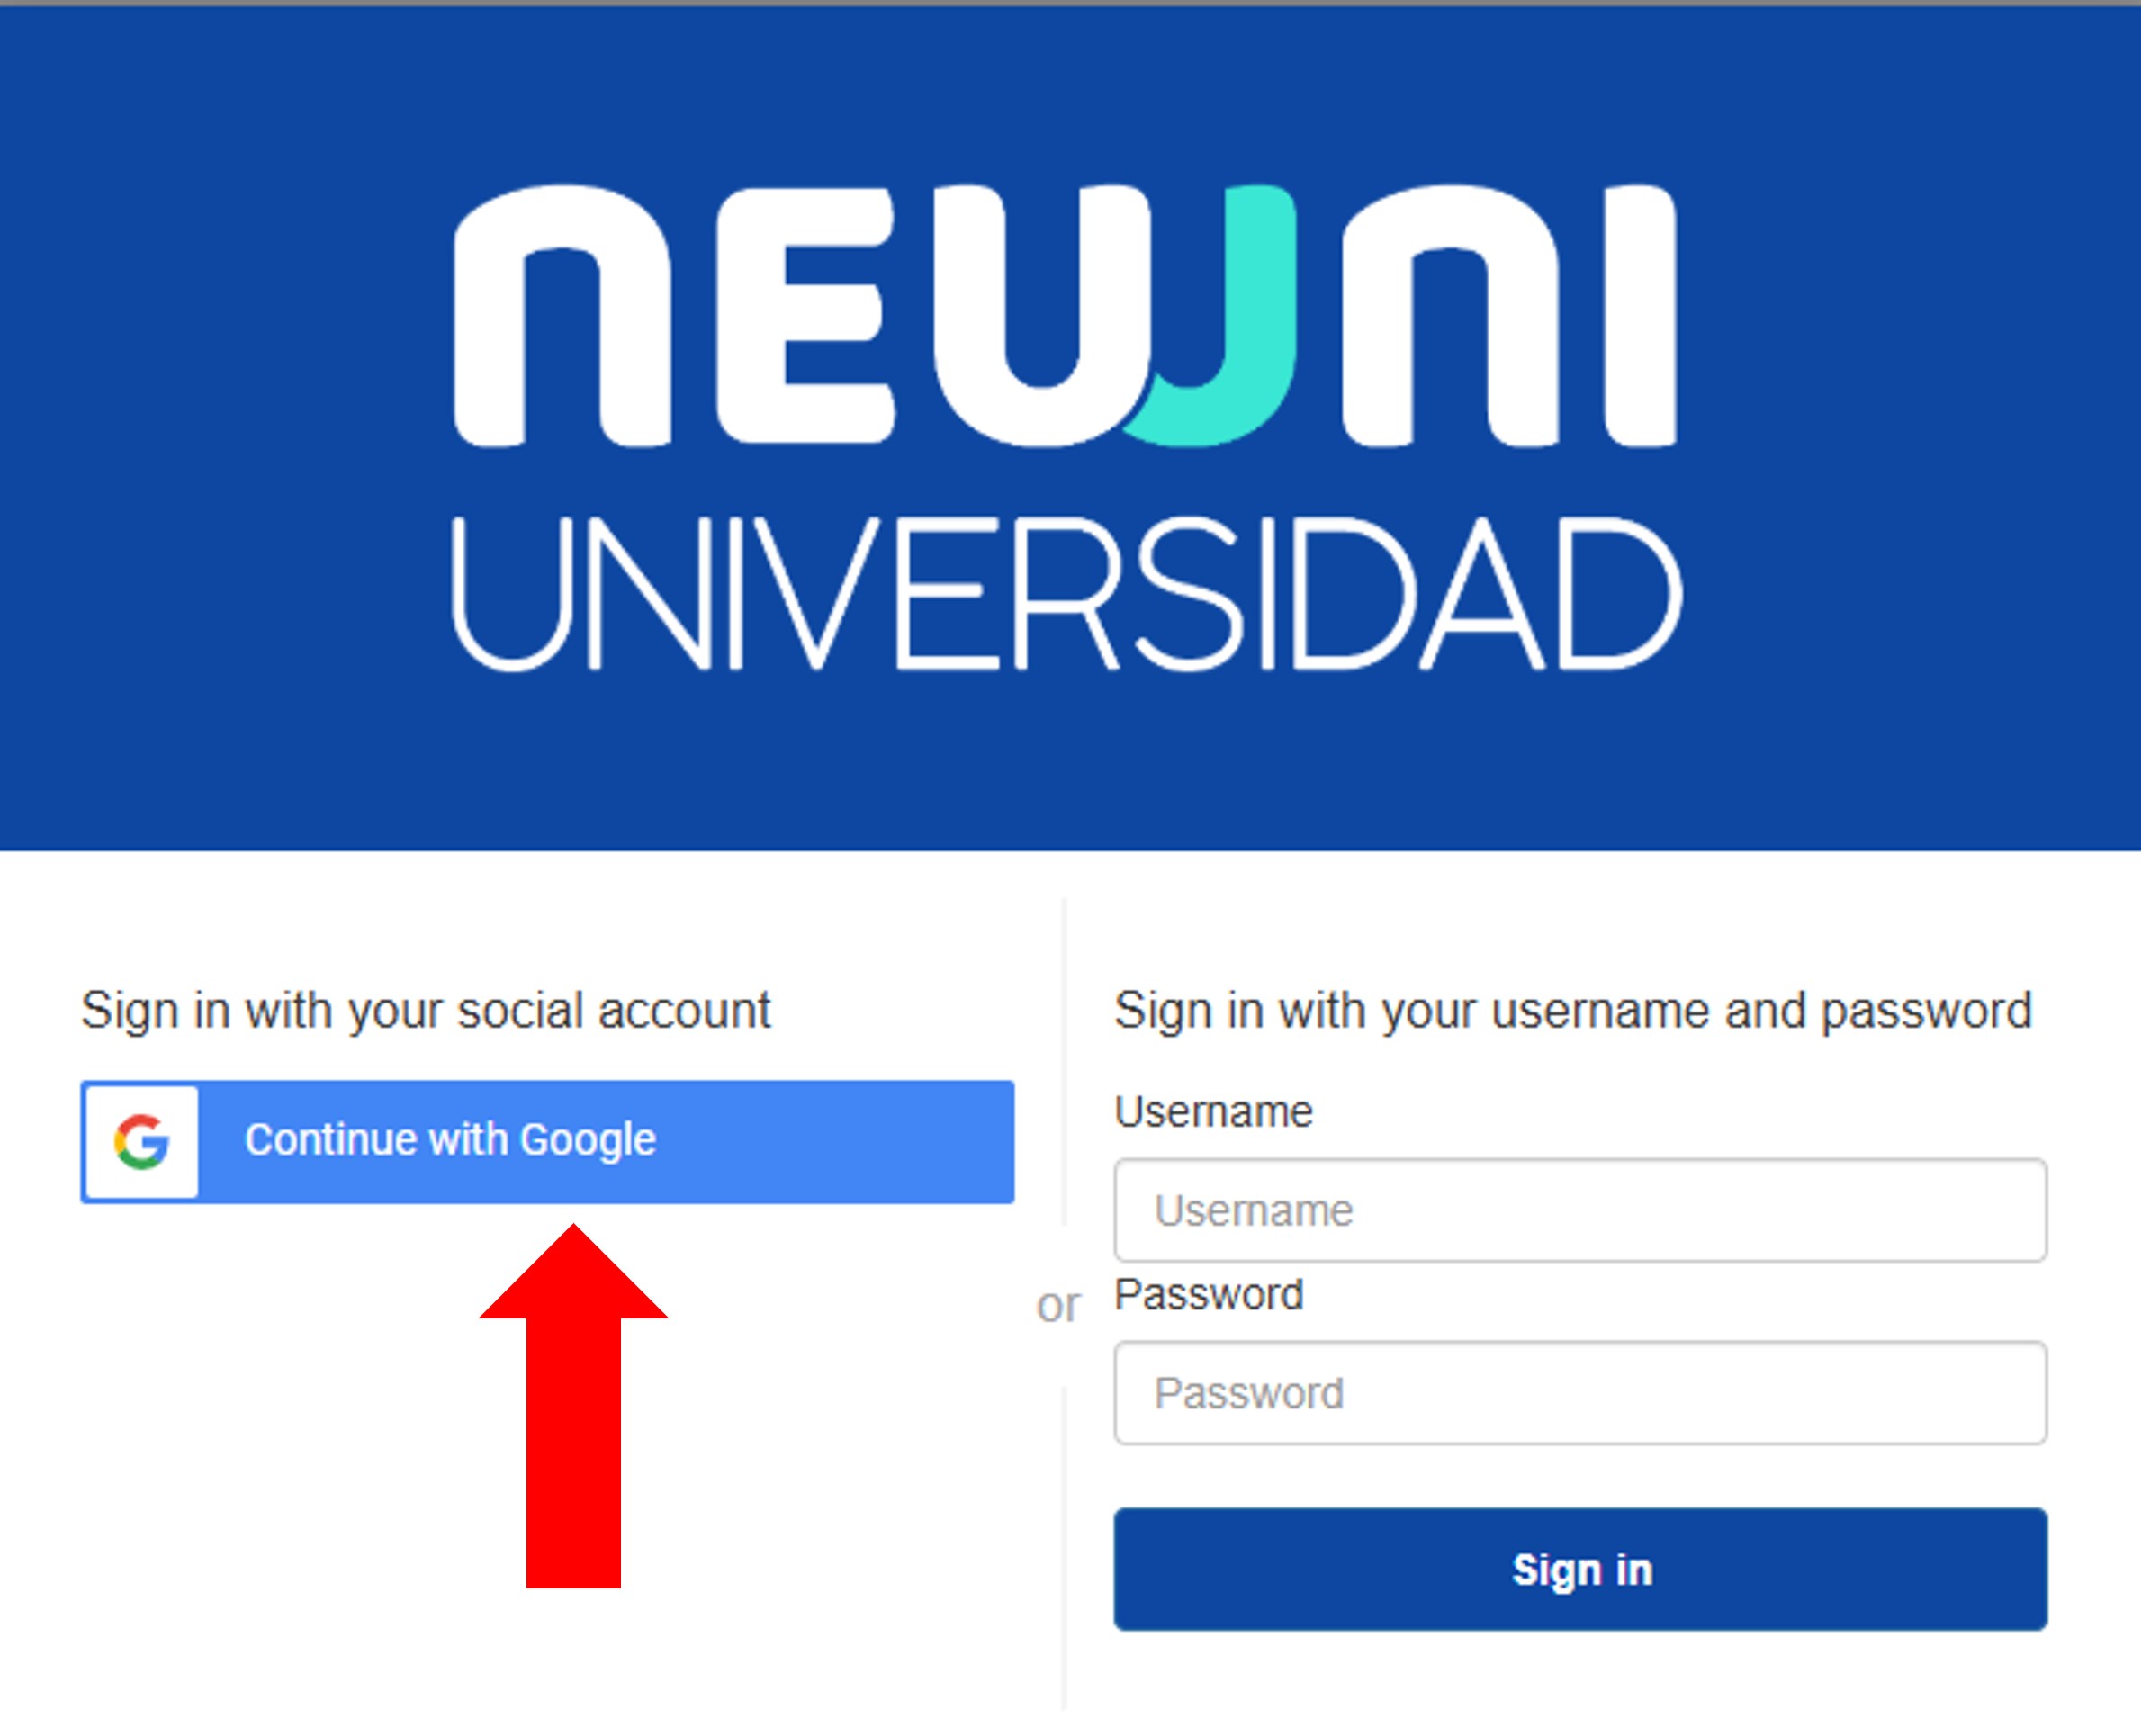 NEWUNI
UNIVERSIDAD
Sign in with your social account
Continue with Google
or
Sign in with your username and password
Username
Username
Password
Password
Sign in